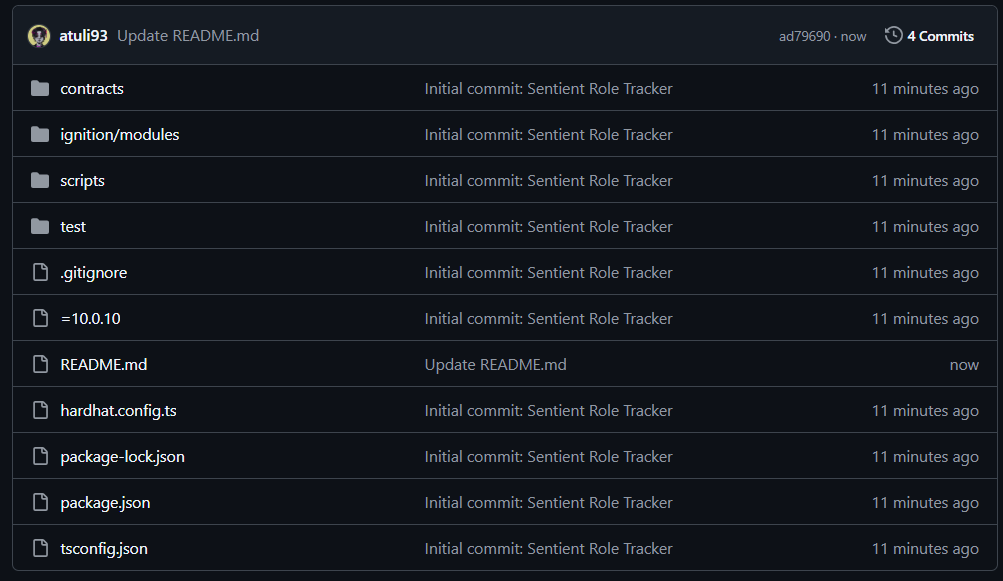 atuli93 Update README.md ad79690 · now 4 Commits
contracts Initial commit: Sentient Role Tracker 11 minutes ago
ignition/modules Initial commit: Sentient Role Tracker 11 minutes ago
scripts Initial commit: Sentient Role Tracker 11 minutes ago
test Initial commit: Sentient Role Tracker 11 minutes ago
.gitignore Initial commit: Sentient Role Tracker 11 minutes ago
=10.0.10 Initial commit: Sentient Role Tracker 11 minutes ago
README.md Update README.md now
hardhat.config.ts Initial commit: Sentient Role Tracker 11 minutes ago
package-lock.json Initial commit: Sentient Role Tracker 11 minutes ago
package.json Initial commit: Sentient Role Tracker 11 minutes ago
tsconfig.json Initial commit: Sentient Role Tracker 11 minutes ago